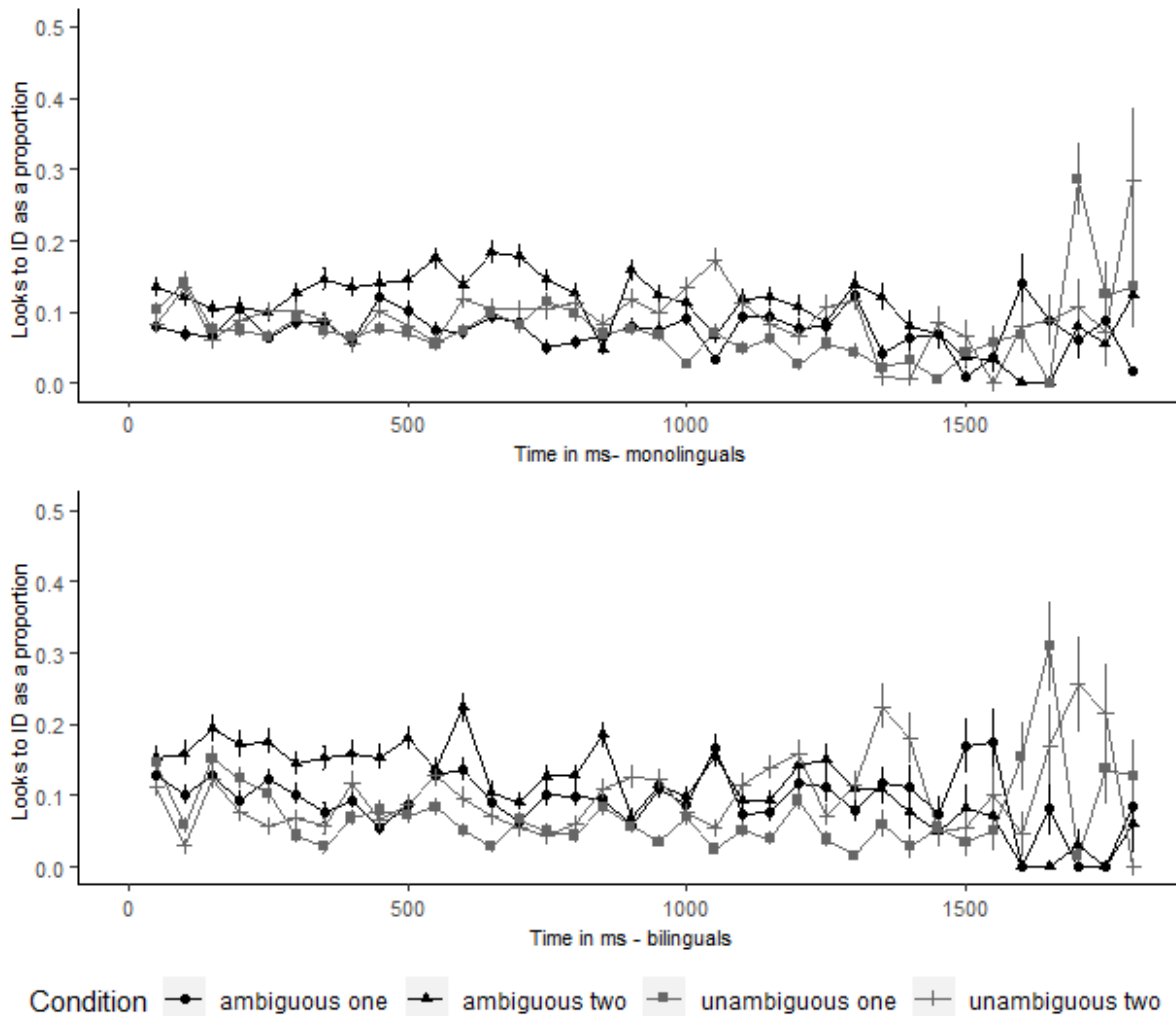 0.5
0.4
0.3
0.2
0.1
0.0
Looks to ID as a proportion
0 500 1000 1500
Time in ms- monolinguals
0.5
0.4
0.3
0.2
0.1
0.0
Looks to ID as a proportion
0 500 1000 1500
Time in ms - bilinguals
Condition ambiguous one ambiguous two unambiguous one unambiguous two